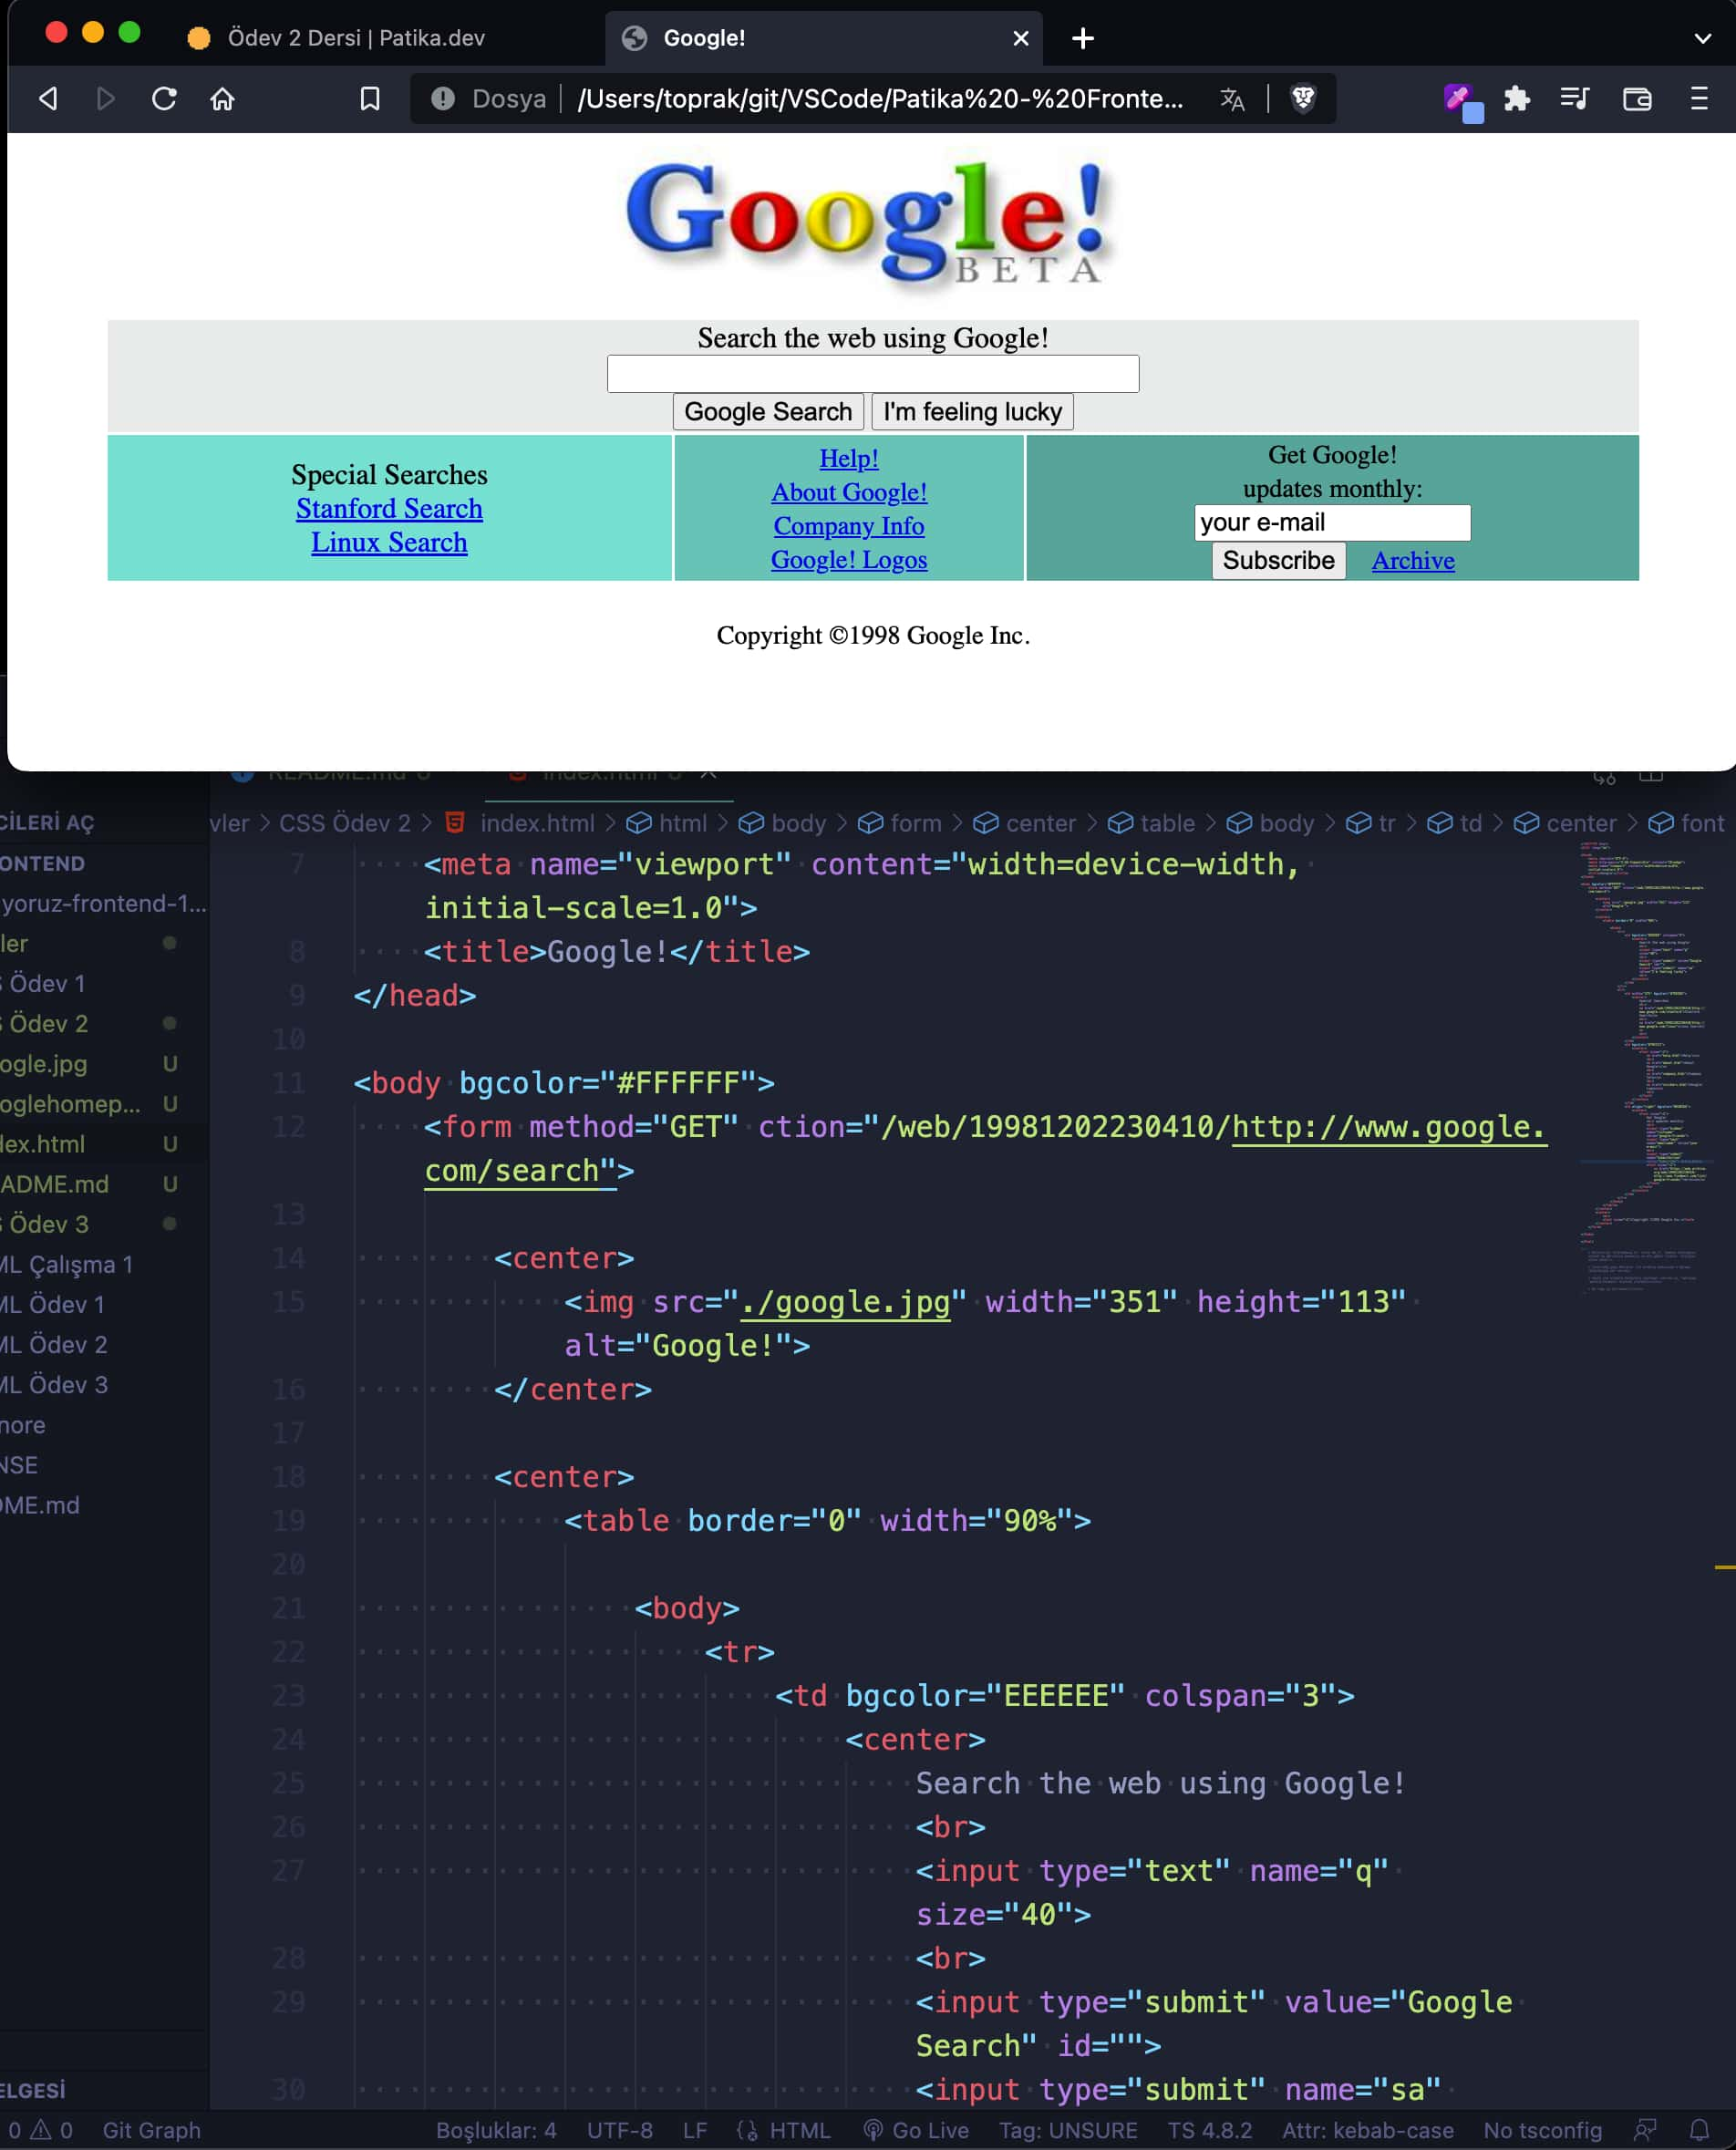 Ödev 2 Dersi | Patika.dev
Google!
Dosya
/Users/toprak/git/VSCode/Patika%20-%20Fronte...
Google!
BETA
Search the web using Google!
Google Search I'm feeling lucky
Special Searches
Stanford Search
Linux Search
Help!
About Google!
Company Info
Google! Logos
Get Google!
updates monthly:
your e-mail
Subscribe Archive
Copyright ©1998 Google Inc.
README.md index.html
CİLERİ AÇ
ONTEND
yoruz-frontend-1...
ler
S Ödev 1
S Ödev 2
ogle.jpg U
oglehomep... U
dex.html U
ADME.md U
S Ödev 3
ML Çalışma 1
ML Ödev 1
ML Ödev 2
ML Ödev 3
nore
NSE
DME.md
ELGESİ
vler > CSS Ödev 2 > index.html > html > body > form > center > table > body > tr > td > center > font
7 <meta name="viewport" content="width=device-width,
initial-scale=1.0">
8 <title>Google!</title>
9 </head>
10
11 <body bgcolor="#FFFFFF">
12 <form method="GET" ction="/web/19981202230410/http://www.google.
com/search">
13
14 <center>
15 <img src="./google.jpg" width="351" height="113"
alt="Google!">
16 </center>
17
18 <center>
19 <table border="0" width="90%">
20
21 <body>
22 <tr>
23 <td bgcolor="EEEEEE" colspan="3">
24 <center>
25 Search the web using Google!
26 <br>
27 <input type="text" name="q"
size="40">
28 <br>
29 <input type="submit" value="Google
Search" id="">
30 <input type="submit" name="sa"
0 0 Git Graph Boşluklar: 4 UTF-8 LF HTML Go Live Tag: UNSURE TS 4.8.2 Attr: kebab-case No tsconfig